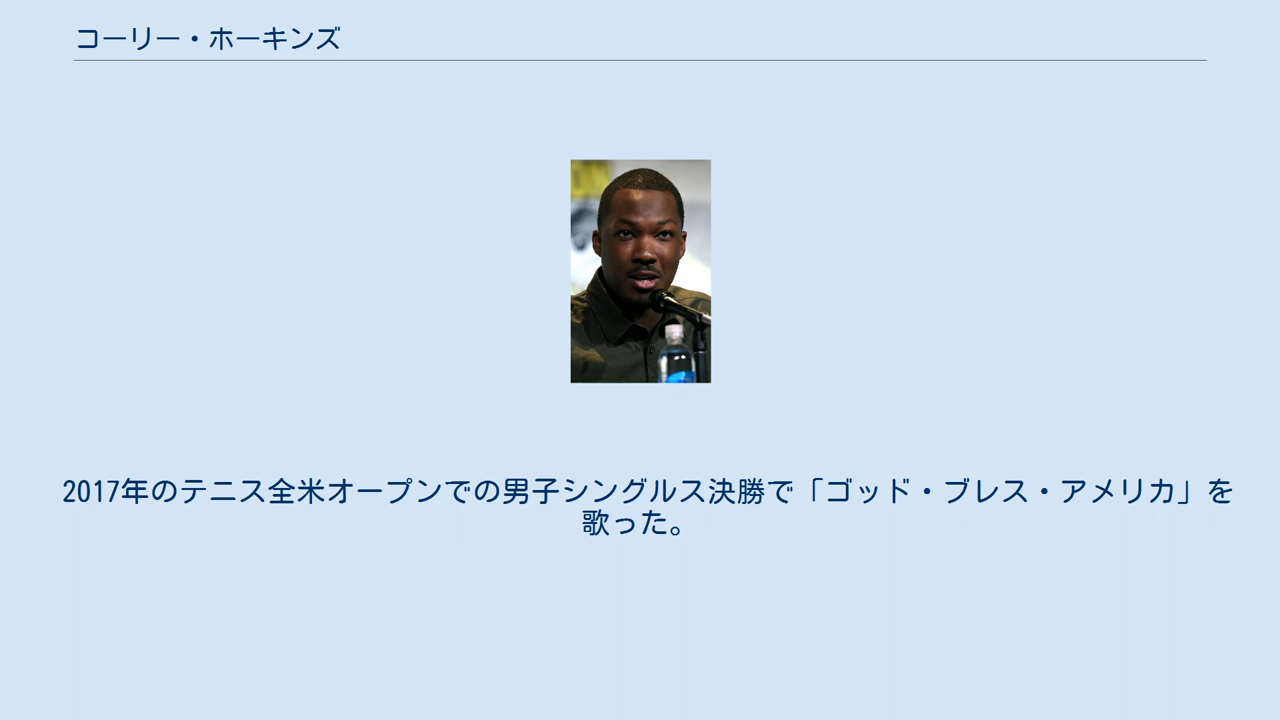 コーリー・ホーキンズ
2017年のテニス全米オープンでの男子シングルス決勝で「ゴッド・ブレス・アメリカ」を
歌った。